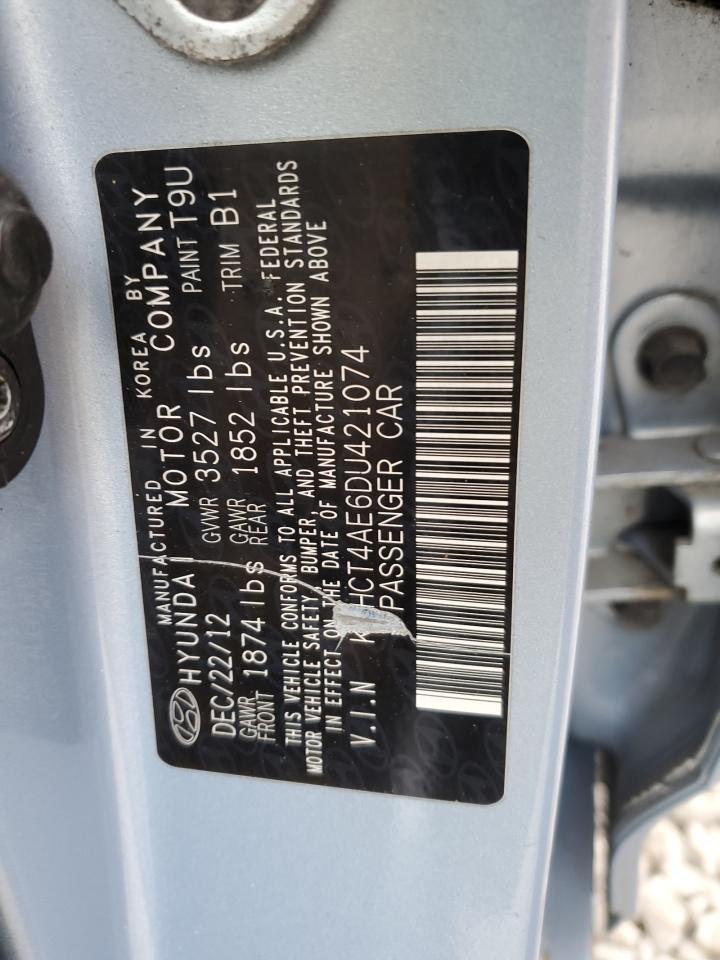 MANUFACTURED IN KOREA BY
HYUNDAI MOTOR COMPANY
DEC/22/12 GVWR 3527 lbs PAINT T9U
GAWR FRONT 1874 lbs GAWR REAR 1852 lbs TRIM B1
THIS VEHICLE CONFORMS TO ALL APPLICABLE U.S.A. FEDERAL
MOTOR VEHICLE SAFETY, BUMPER, AND THEFT PREVENTION STANDARDS
IN EFFECT ON THE DATE OF MANUFACTURE SHOWN ABOVE
V.I.N K HCT4AE6DU421074
PASSENGER CAR